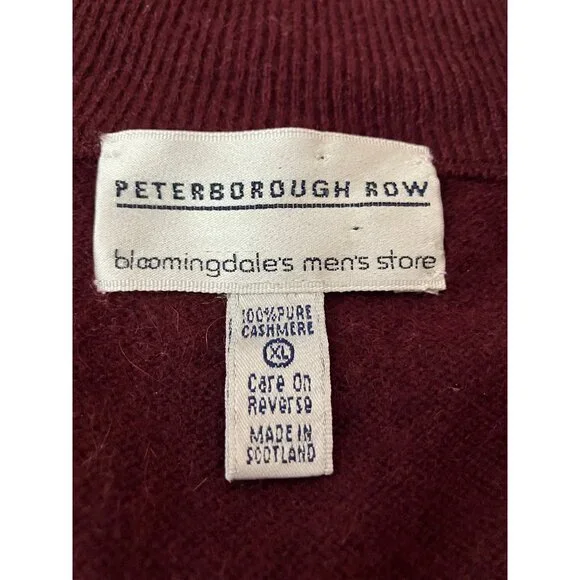 PETERBOROUGH ROW
bloomingdale's men's store
100%PURE
CASHMERE
XL
Care On
Reverse
MADE IN
SCOTLAND